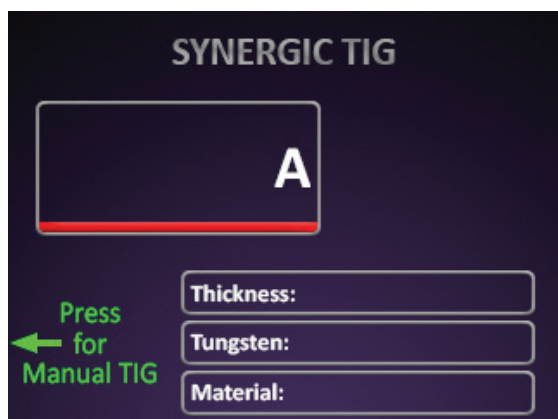 SYNERGIC TIG
A
Thickness:
Press
for
Manual TIG
Tungsten:
Material: